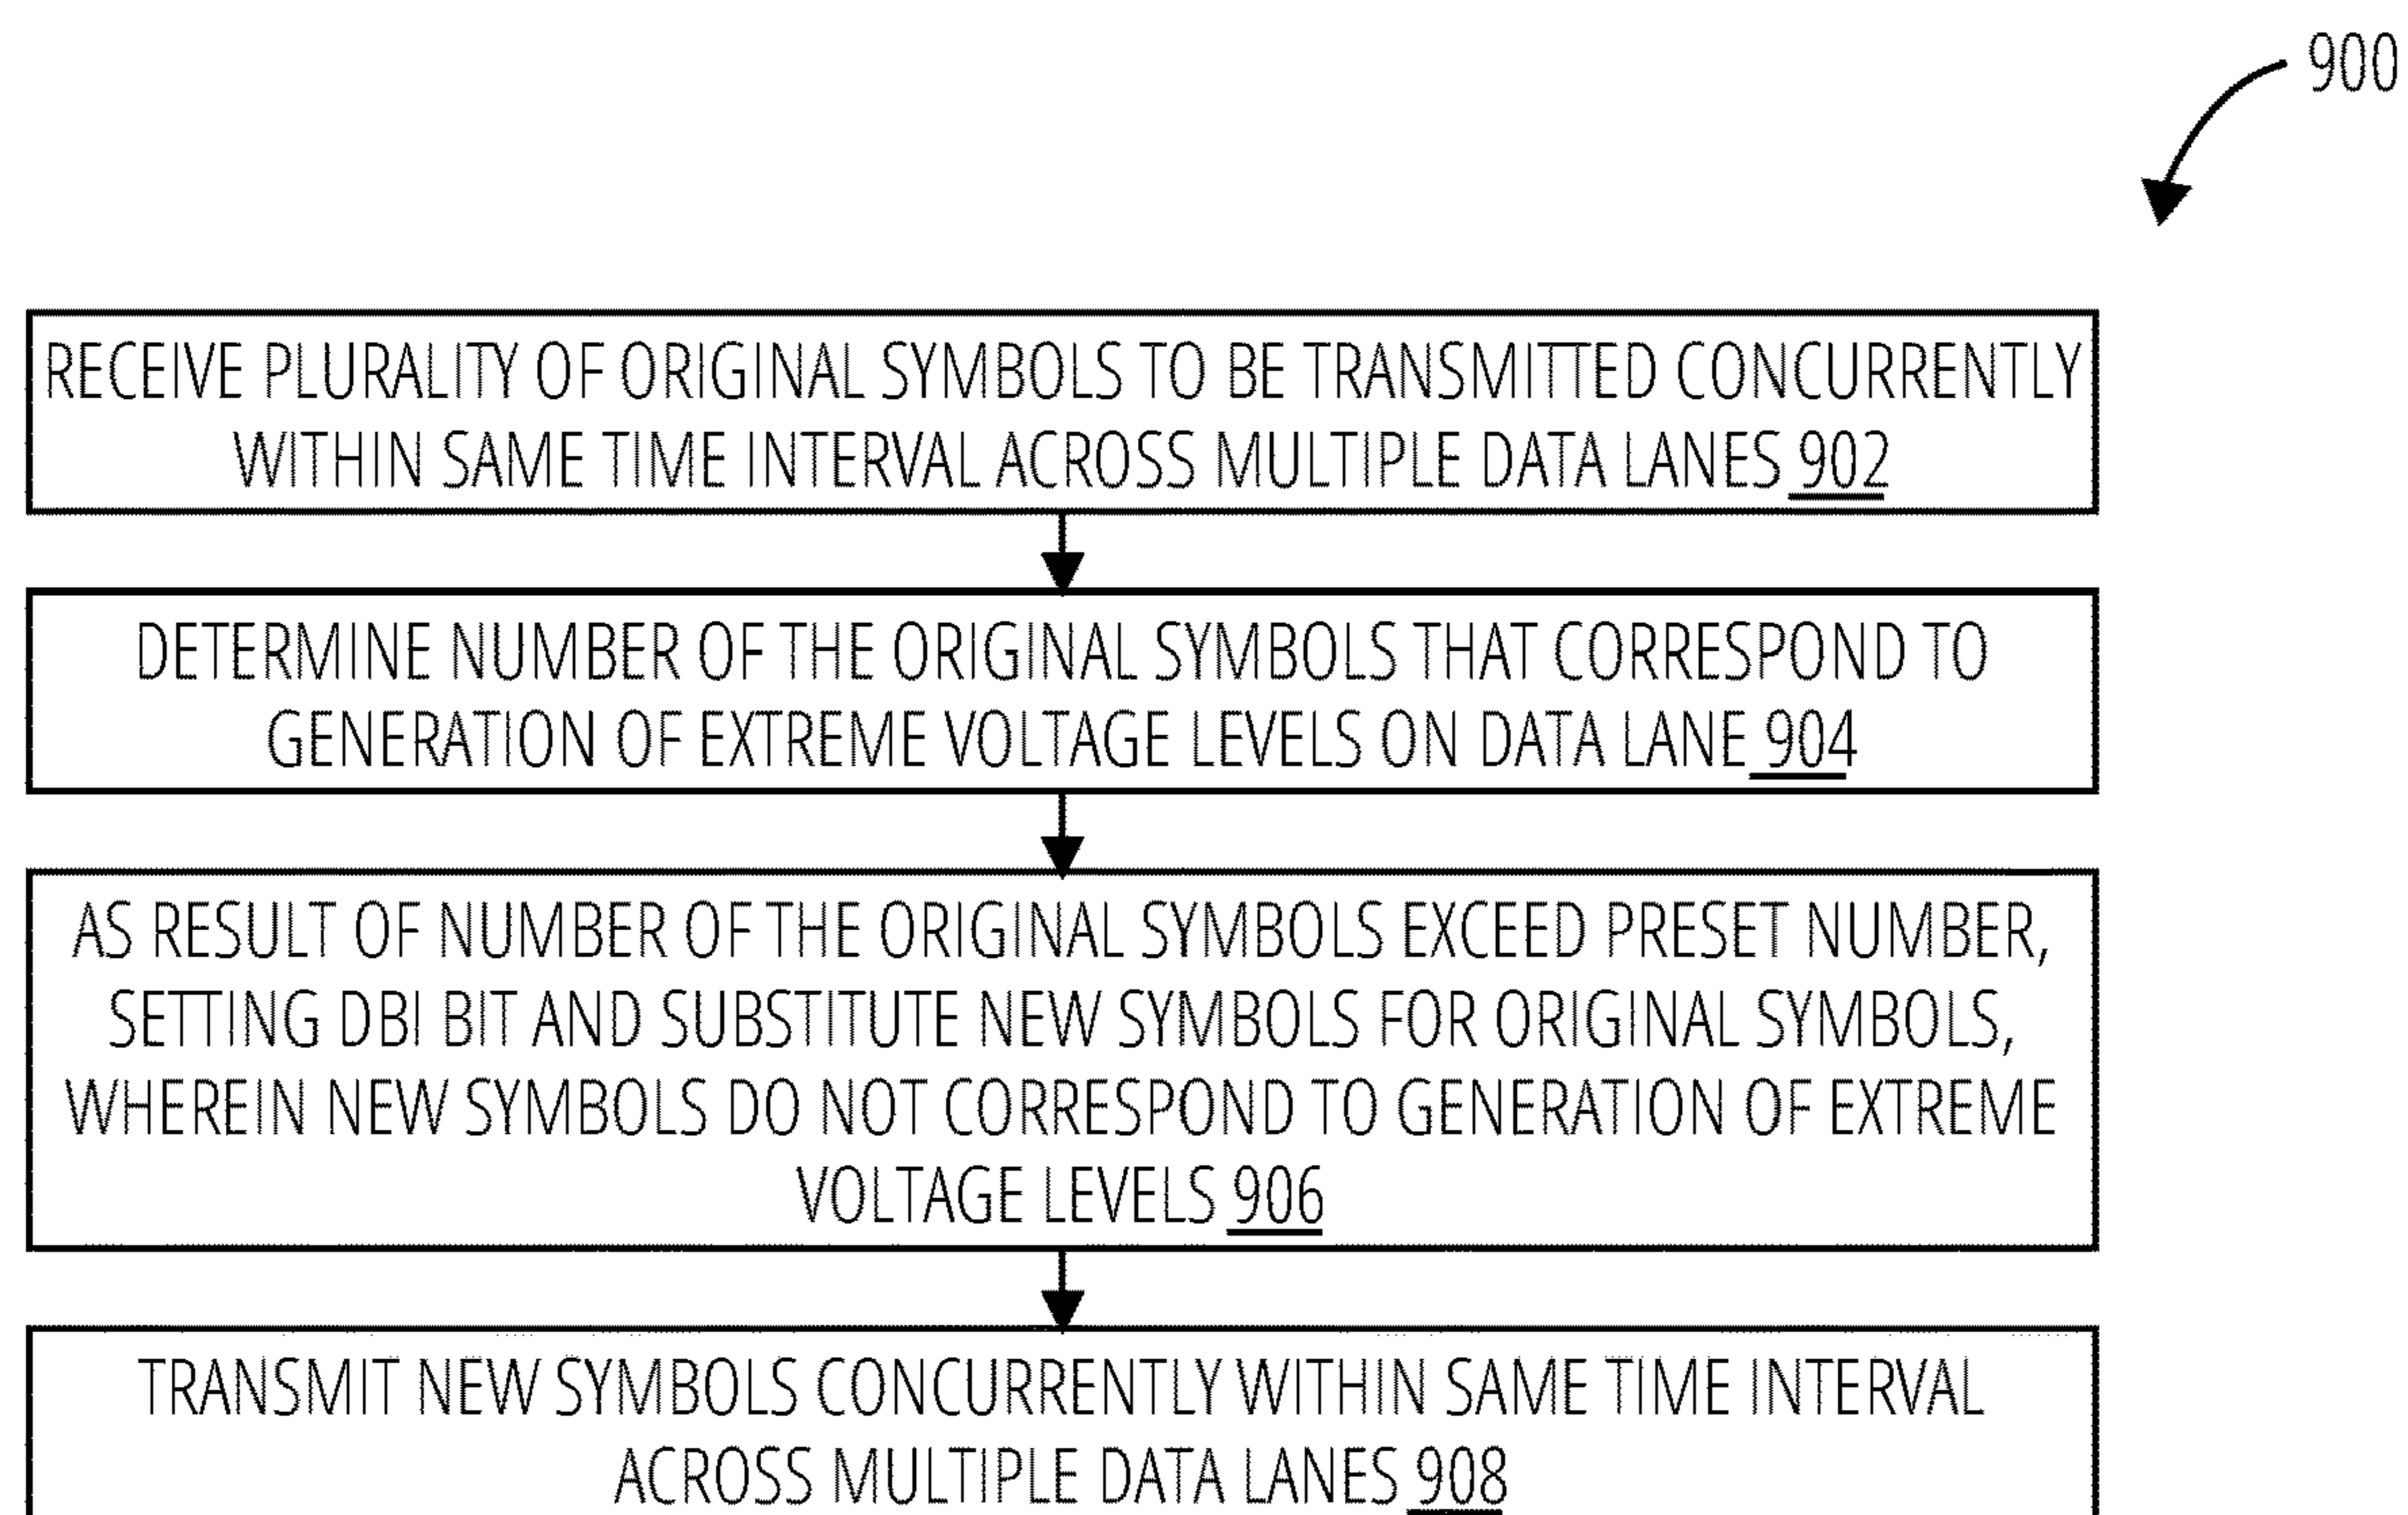 900
RECEIVE PLURALITY OF ORIGINAL SYMBOLS TO BE TRANSMITTED CONCURRENTLY
WITHIN SAME TIME INTERVAL ACROSS MULTIPLE DATA LANES 902
DETERMINE NUMBER OF THE ORIGINAL SYMBOLS THAT CORRESPOND TO
GENERATION OF EXTREME VOLTAGE LEVELS ON DATA LANE 904
AS RESULT OF NUMBER OF THE ORIGINAL SYMBOLS EXCEED PRESET NUMBER,
SETTING DBI BIT AND SUBSTITUTE NEW SYMBOLS FOR ORIGINAL SYMBOLS,
WHEREIN NEW SYMBOLS DO NOT CORRESPOND TO GENERATION OF EXTREME
VOLTAGE LEVELS 906
TRANSMIT NEW SYMBOLS CONCURRENTLY WITHIN SAME TIME INTERVAL
ACROSS MULTIPLE DATA LANES 908